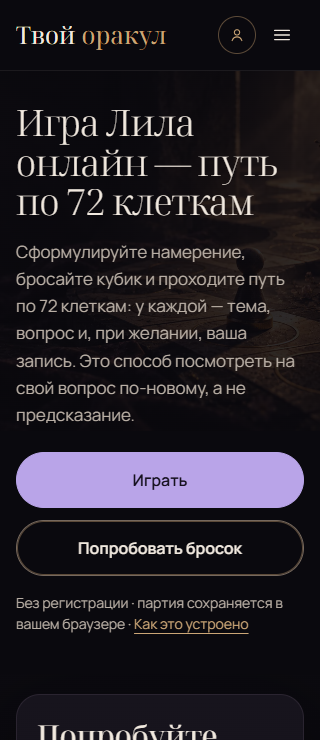 Твой оракул
Игра Лила
онлайн — путь
по 72 клеткам
Сформулируйте намерение,
бросайте кубик и проходите путь
по 72 клеткам: у каждой — тема,
вопрос и, при желании, ваша
запись. Это способ посмотреть на
свой вопрос по-новому, а не
предсказание.
Играть
Попробовать бросок
Без регистрации · партия сохраняется в
вашем браузере · Как это устроено
Попробуйте